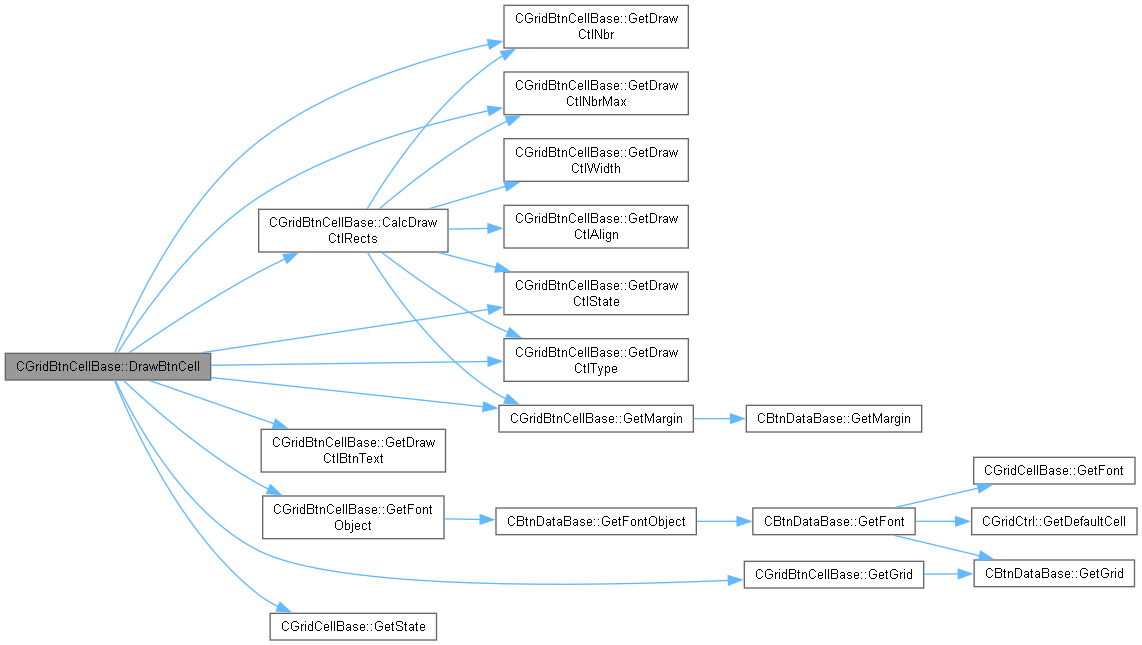 CGridBtnCellBase::DrawBtnCell
CGridBtnCellBase::CalcDraw
CtlRects
CGridBtnCellBase::GetDraw
CtlNbr
CGridBtnCellBase::GetDraw
CtlNbrMax
CGridBtnCellBase::GetDraw
CtlWidth
CGridBtnCellBase::GetDraw
CtlAlign
CGridBtnCellBase::GetDraw
CtlState
CGridBtnCellBase::GetDraw
CtlType
CGridBtnCellBase::GetMargin
CBtnDataBase::GetMargin
CGridBtnCellBase::GetDraw
CtlBtnText
CGridBtnCellBase::GetFont
Object
CBtnDataBase::GetFontObject
CBtnDataBase::GetFont
CGridCellBase::GetFont
CGridCtrl::GetDefaultCell
CBtnDataBase::GetGrid
CGridBtnCellBase::GetGrid
CGridCellBase::GetState